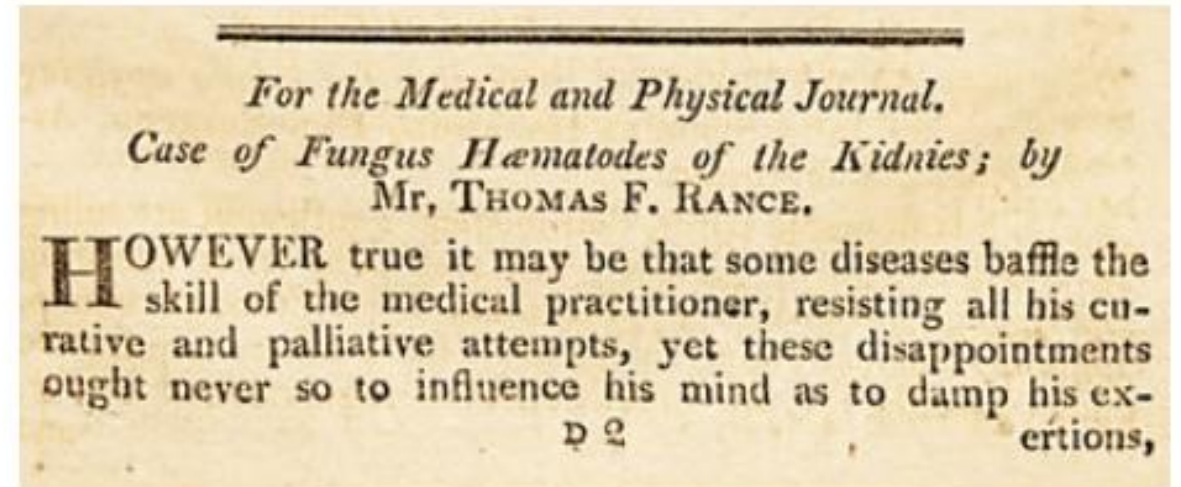 For the Medical and Physical Journal.
Case of Fungus Hæmatodes of the Kidnies; by
Mr, THOMAS F. RANCE.
HOWEVER true it may be that some diseases baffle the
skill of the medical practitioner, resisting all his cu-
rative and palliative attempts, yet these disappointments
ought never so to influence his mind as to damp his ex-
D 2 ertions,